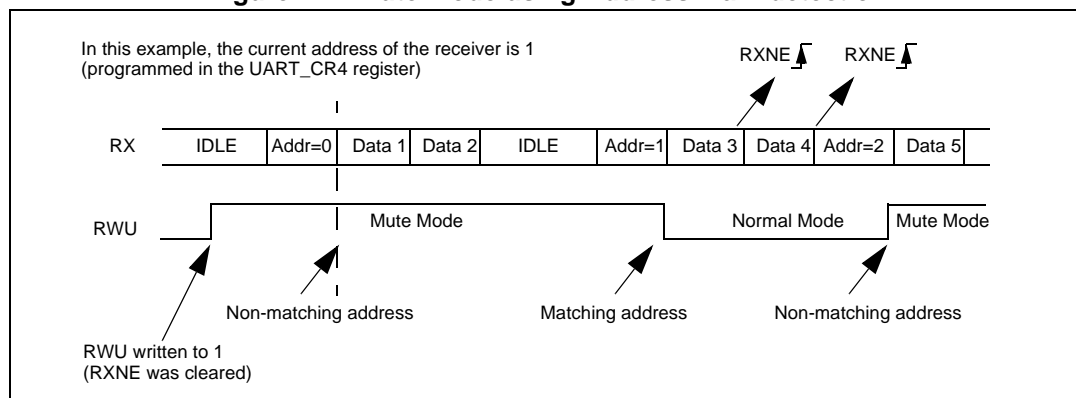 In this example, the current address of the receiver is 1
(programmed in the UART_CR4 register)
RXNE RXNE
RX IDLE Addr=0 Data 1 Data 2 IDLE Addr=1 Data 3 Data 4 Addr=2 Data 5
RWU Mute Mode Normal Mode Mute Mode
Non-matching address Matching address Non-matching address
RWU written to 1
(RXNE was cleared)